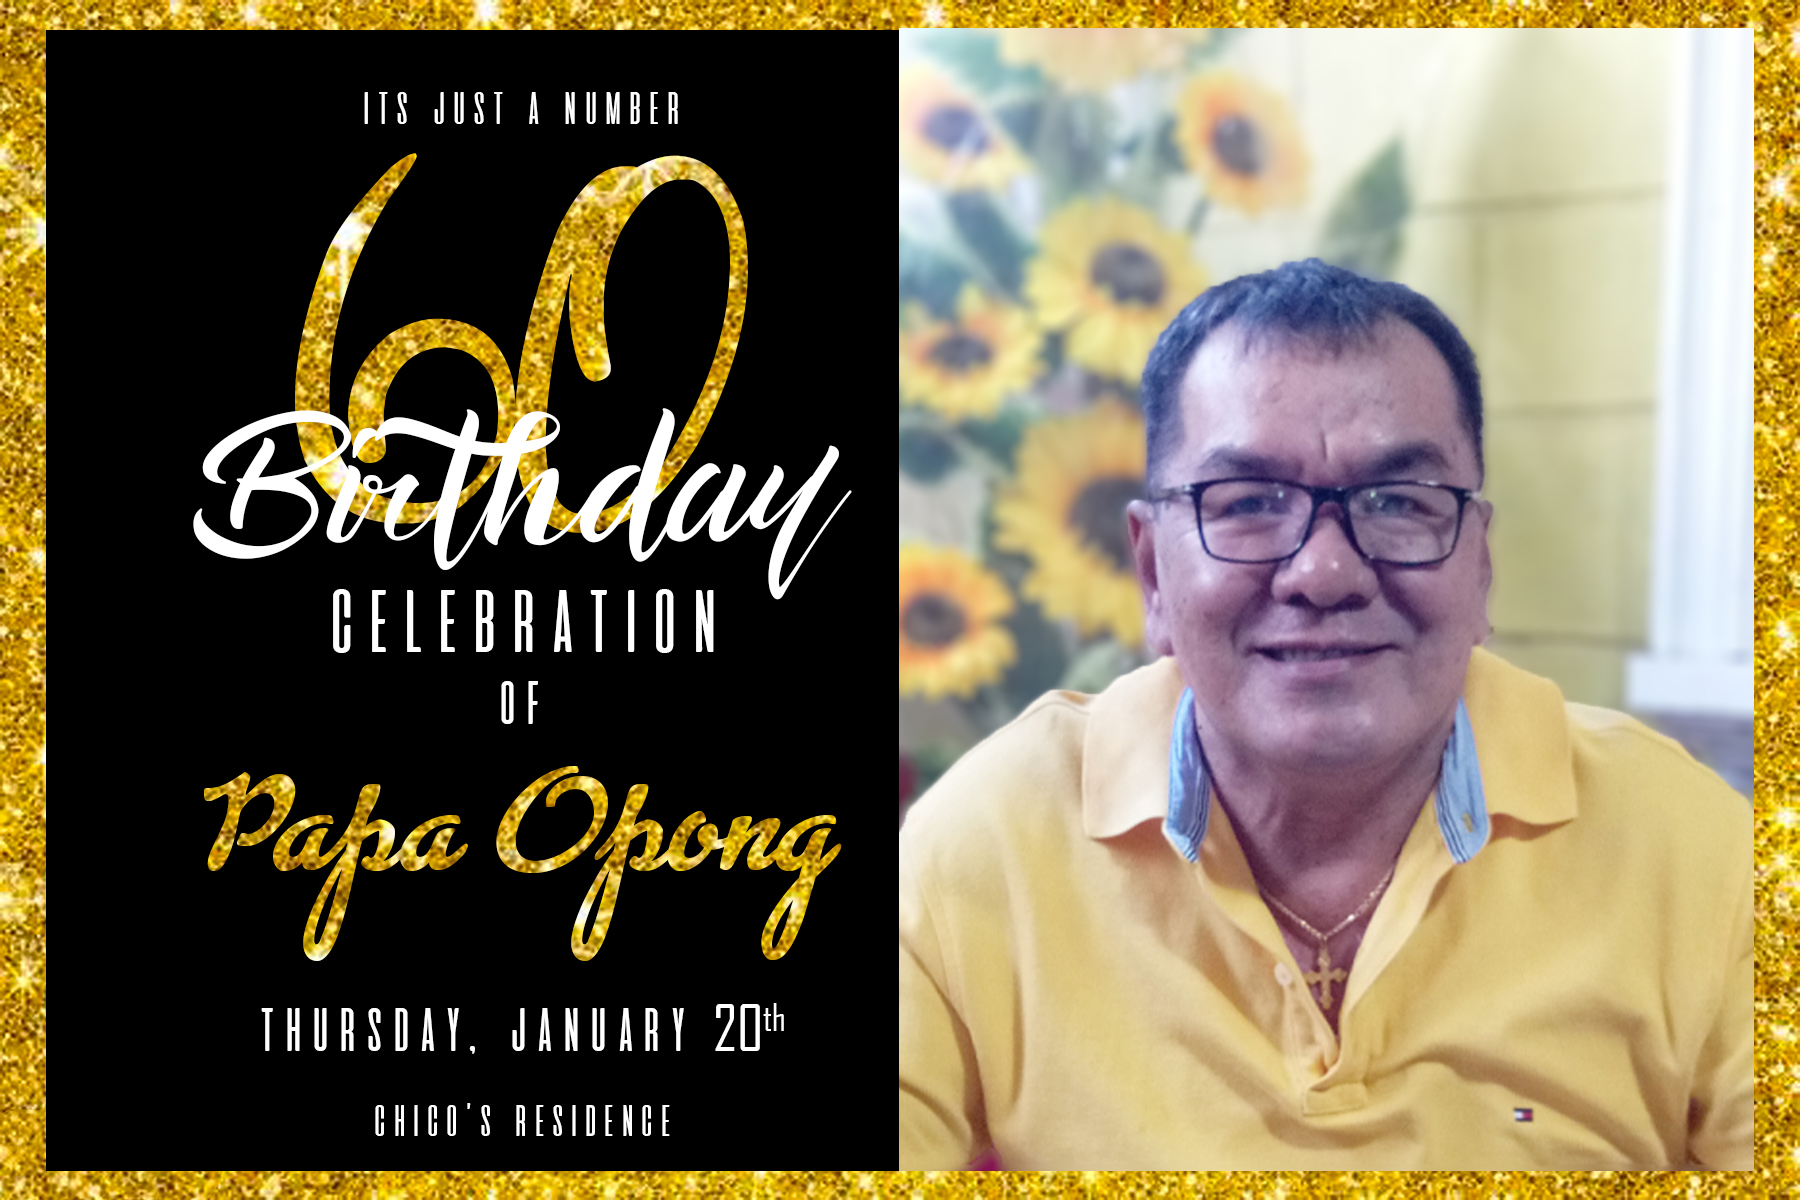 ITS JUST A NUMBER
60
Birthday
CELEBRATION
OF
Papa Opong
THURSDAY, JANUARY 20th
CHICO'S RESIDENCE